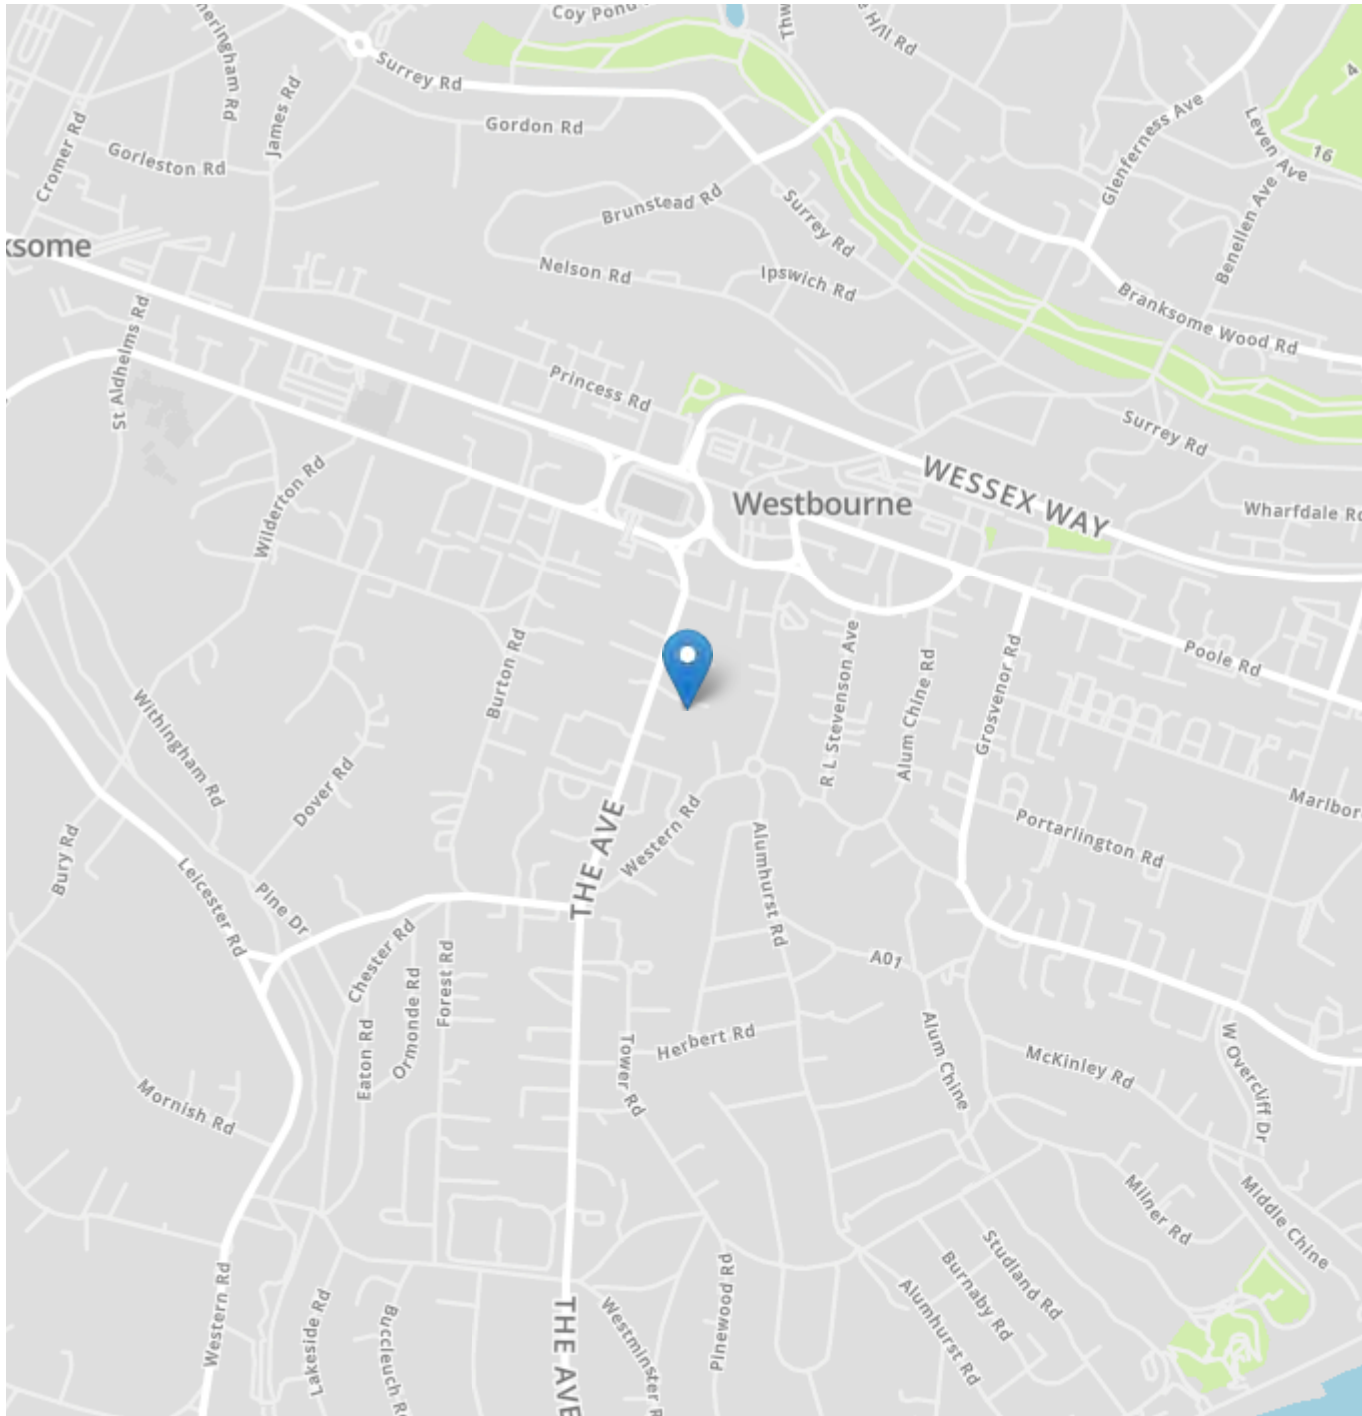 Coy Pond
Surrey Rd
James Rd
Gordon Rd
Cromer Rd
Gorleston Rd
Glenferness Ave
Leven Ave
4
16
Brunstead Rd
Surrey Rd
Benellen Ave
ksome
Nelson Rd
Ipswich Rd
Branksome Wood Rd
St Aldhelms Rd
Princess Rd
Surrey Rd
WESSEX WAY
Westbourne
Wharfdale Rd
Wilderton Rd
Burton Rd
R L Stevenson Ave
Alum Chine Rd
Grosvenor Rd
Poole Rd
Withingham Rd
Dover Rd
Western Rd
THE AVE
Portarlington Rd
Marlbor
Bury Rd
Leicester Rd
Pine Dr
Alumhurst Rd
Chester Rd
Forest Rd
Ormonde Rd
Eaton Rd
A01
Herbert Rd
Tower Rd
Alum Chine
McKinley Rd
W Overcliff Dr
Mornish Rd
Milner Rd
Middle Chine
Studland Rd
Burnaby Rd
Alumhurst Rd
Pinewood Rd
Western Rd
Lakeside Rd
Buccleuch Rd
THE AVE
Westminster R